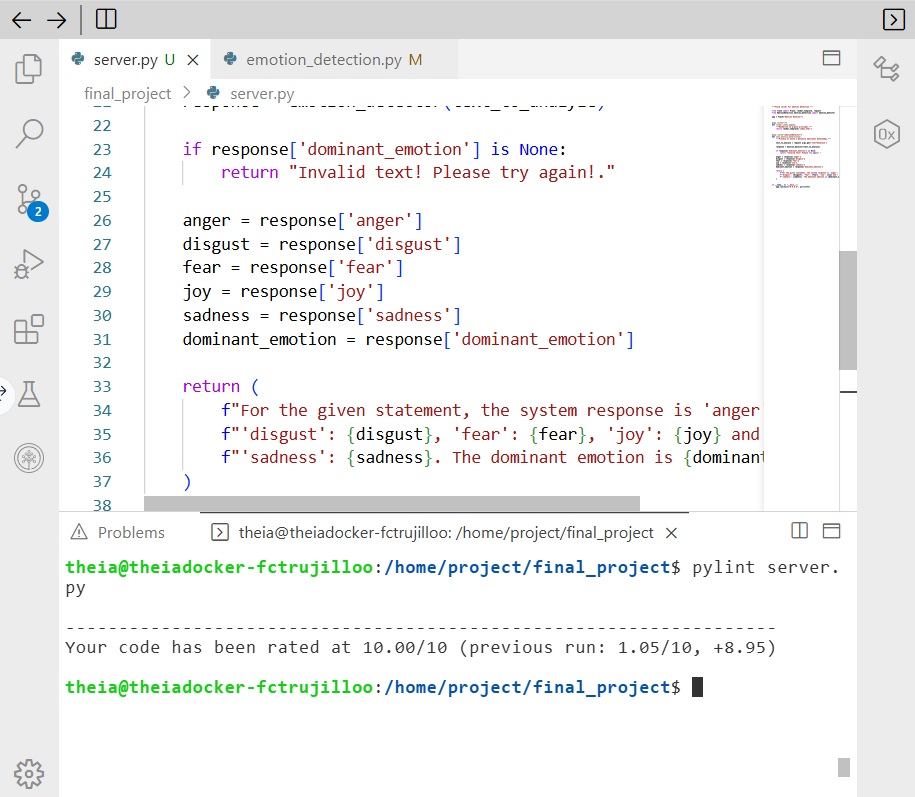 server.py U
emotion_detection.py M
final_project > server.py
22
23 if response['dominant_emotion'] is None:
24 return "Invalid text! Please try again!."
25
26 anger = response['anger']
27 disgust = response['disgust']
28 fear = response['fear']
29 joy = response['joy']
30 sadness = response['sadness']
31 dominant_emotion = response['dominant_emotion']
32
33 return (
34 f"For the given statement, the system response is 'anger
35 f"'disgust': {disgust}, 'fear': {fear}, 'joy': {joy} and
36 f"'sadness': {sadness}. The dominant emotion is {dominant
37 )
38
2
0x
Problems
theia@theiadocker-fctrujilloo: /home/project/final_project
theia@theiadocker-fctrujilloo:/home/project/final_project$ pylint server.
py
-------------------------------------------------------------------
Your code has been rated at 10.00/10 (previous run: 1.05/10, +8.95)
theia@theiadocker-fctrujilloo:/home/project/final_project$